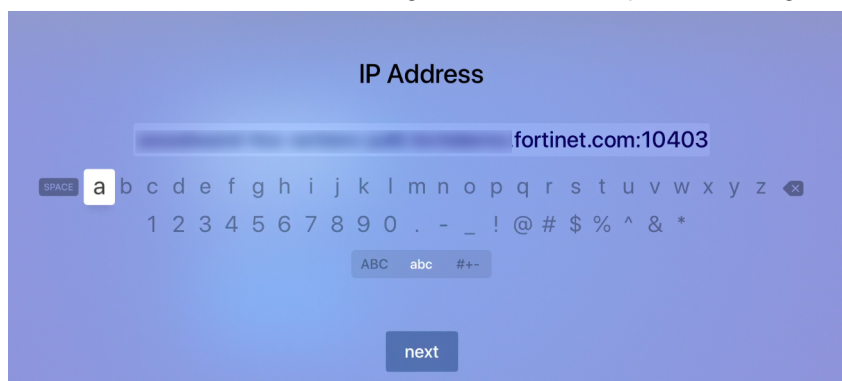 IP Address
.fortinet.com:10403
SPACE a b c d e f g h i j k l m n o p q r s t u v w x y z
1 2 3 4 5 6 7 8 9 0 . - _ ! @ # $ % ^ & *
ABC abc #+-
next